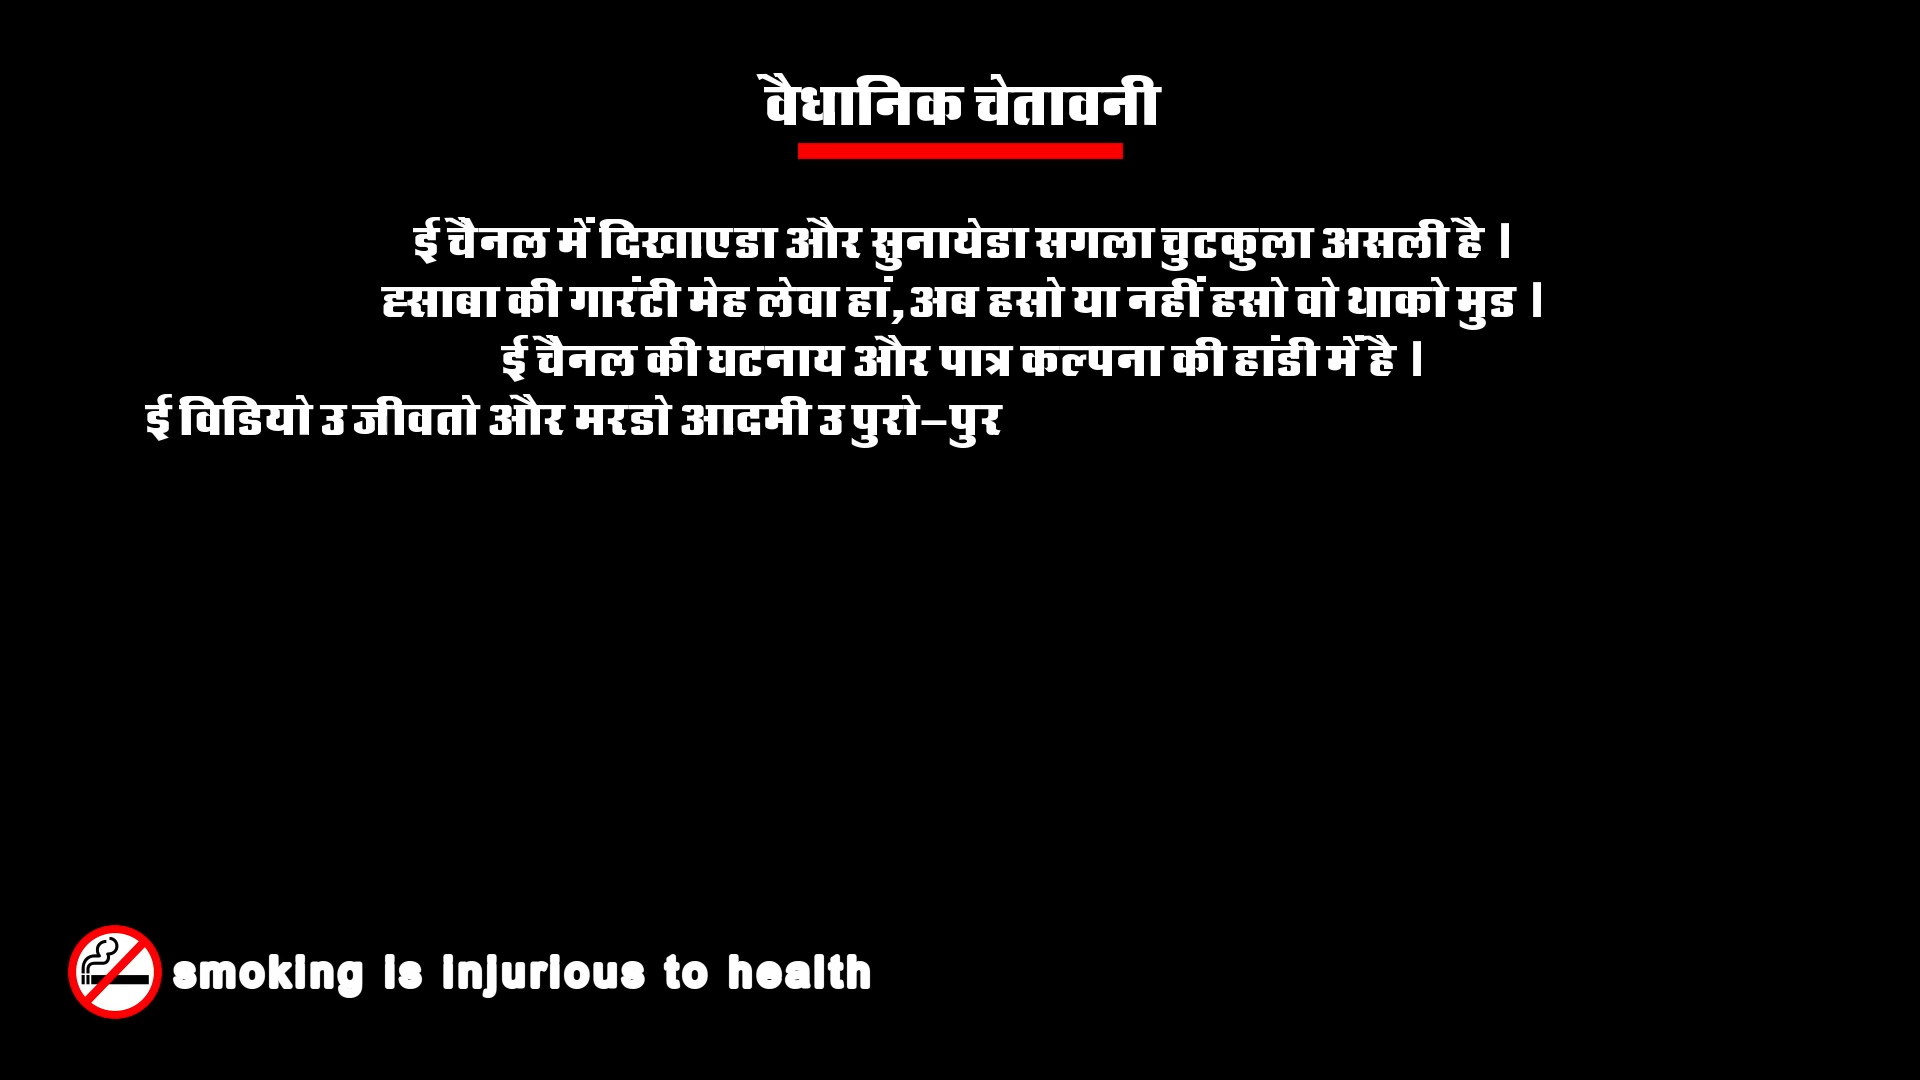 वैधानिक चेतावनी
ई चैनल में दिखाएडा और सुनायेडा सगला चुटकुला असली है |
ह्साबा की गारंटी मेह लेवा हां, अब हसो या नहीं हसो वो थाको मुड |
ई चैनल की घटनाय और पात्र कल्पना की हांडी में है |
ई विडियो उ जीवतो और मरडो आदमी उ पुरो-पुर
smoking is injurious to health